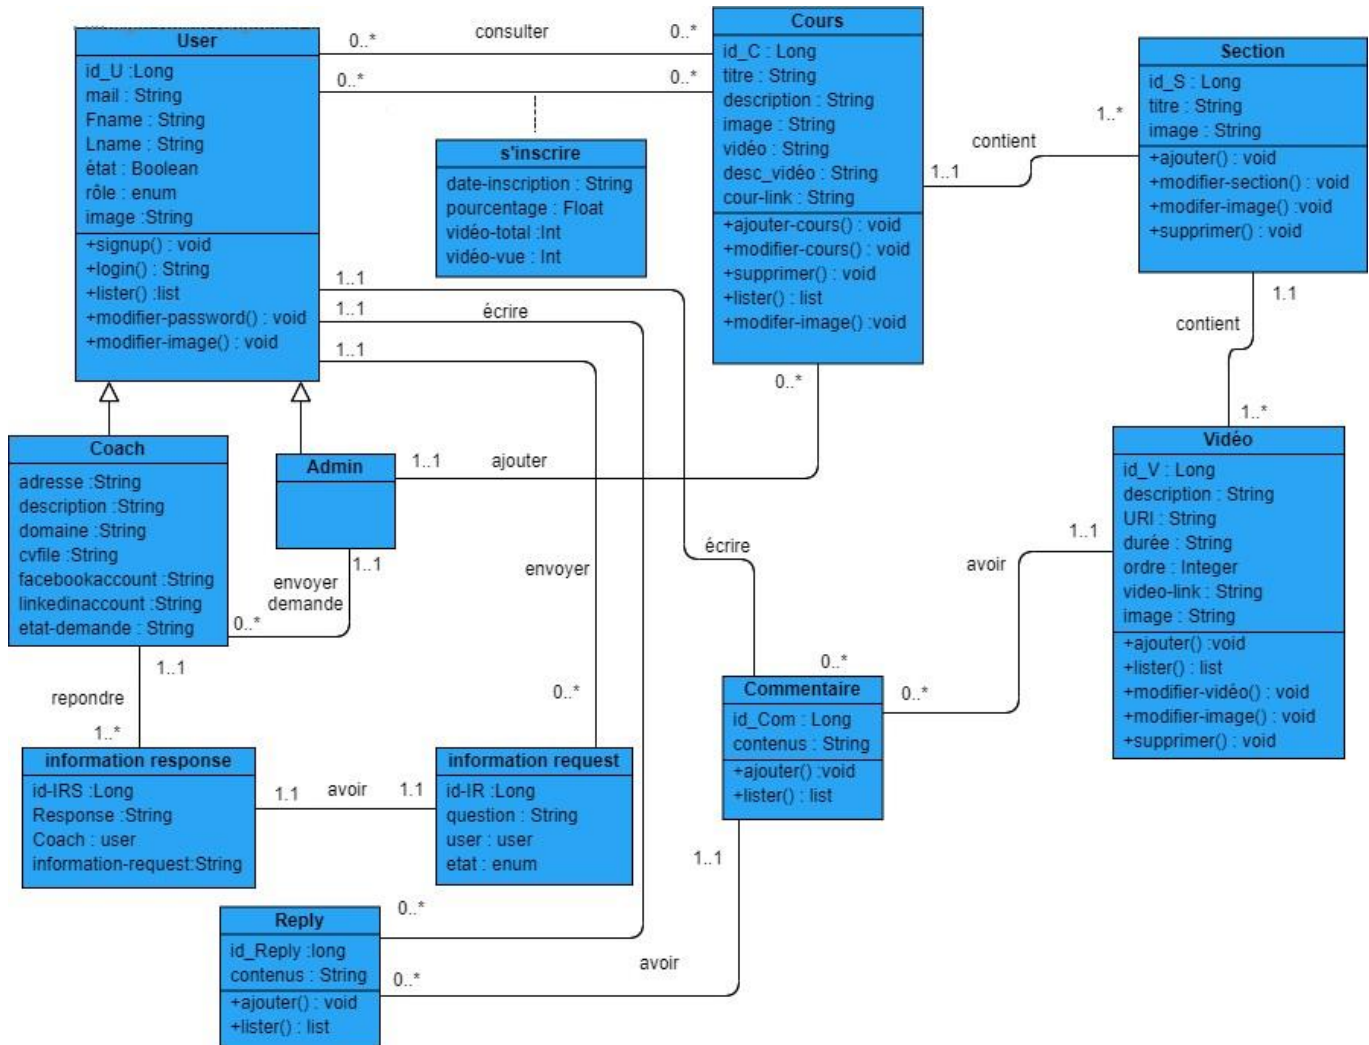 User
id_U :Long
mail : String
Fname : String
Lname : String
état : Boolean
rôle : enum
image :String
+signup() : void
+login() : String
+lister() :list
+modifier-password() : void
+modifier-image() : void
0..*
consulter
0..*
0..*
0..*
s'inscrire
date-inscription : String
pourcentage : Float
vidéo-total :Int
vidéo-vue : Int
Cours
id_C : Long
titre : String
description : String
image : String
vidéo : String
desc_vidéo : String
cour-link : String
+ajouter-cours() : void
+modifier-cours() : void
+supprimer() : void
+lister() : list
+modifer-image() :void
1..*
contient
1..1
Section
id_S : Long
titre : String
image : String
+ajouter() : void
+modifier-section() : void
+modifer-image() :void
+supprimer() : void
1.1
contient
1..*
1..1
1..1
écrire
1..1
0..*
Coach
adresse :String
description :String
domaine :String
cvfile :String
facebookaccount :String
linkedinaccount :String
etat-demande : String
Admin
1..1
ajouter
1..1
envoyer
demande
0..*
envoyer
écrire
avoir
1..1
Vidéo
id_V : Long
description : String
URI : String
durée : String
ordre : Integer
video-link : String
image : String
+ajouter() :void
+lister() : list
+modifier-vidéo() : void
+modifier-image() : void
+supprimer() : void
1..1
repondre
1..*
0..*
0..*
0..*
Commentaire
id_Com : Long
contenus : String
+ajouter() :void
+lister() : list
information response
id-IRS :Long
Response :String
Coach : user
information-request:String
1.1
avoir
1.1
information request
id-IR :Long
question : String
user : user
etat : enum
1..1
Reply
id_Reply :long
contenus : String
+ajouter() : void
+lister() : list
0..*
0..*
avoir